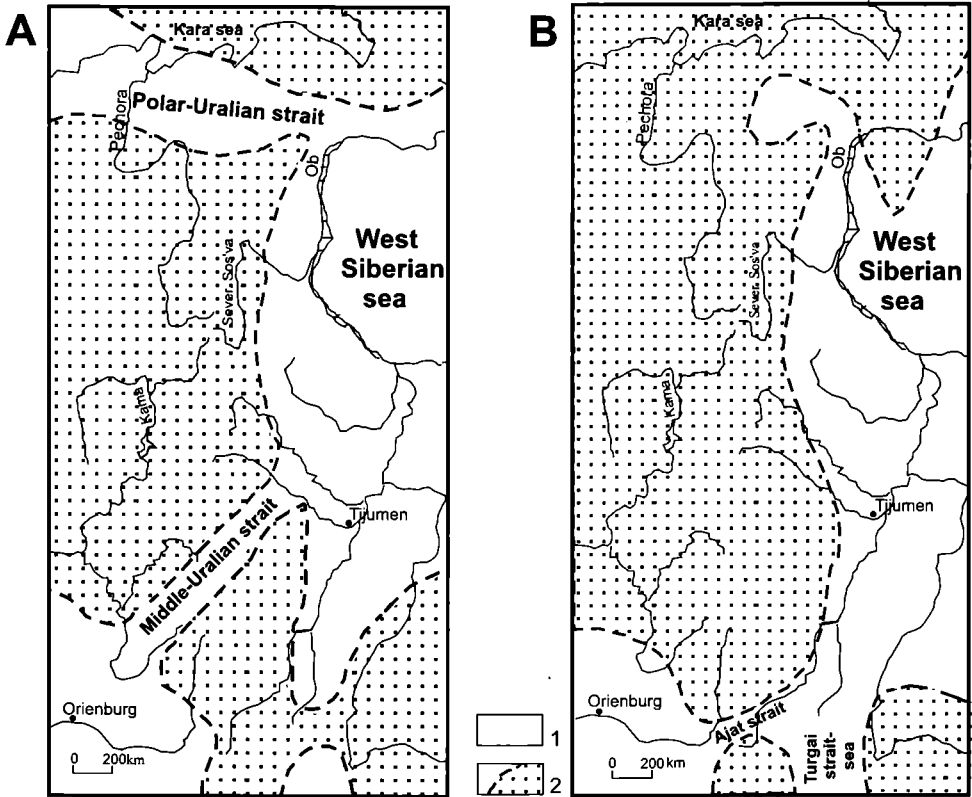 A
Kara sea
Polar-Uralian strait
Pechora
Ob
West
Siberian
sea
Sever. Sos'va
Kama
Tijumen
Middle-Uralian strait
Orienburg
0 200km
1
2
B
Kara sea
Pechora
Ob
West
Siberian
sea
Sever. Sos'va
Kama
Tijumen
Orienburg
Ajat strait
Turgai
strait-
sea
0 200km